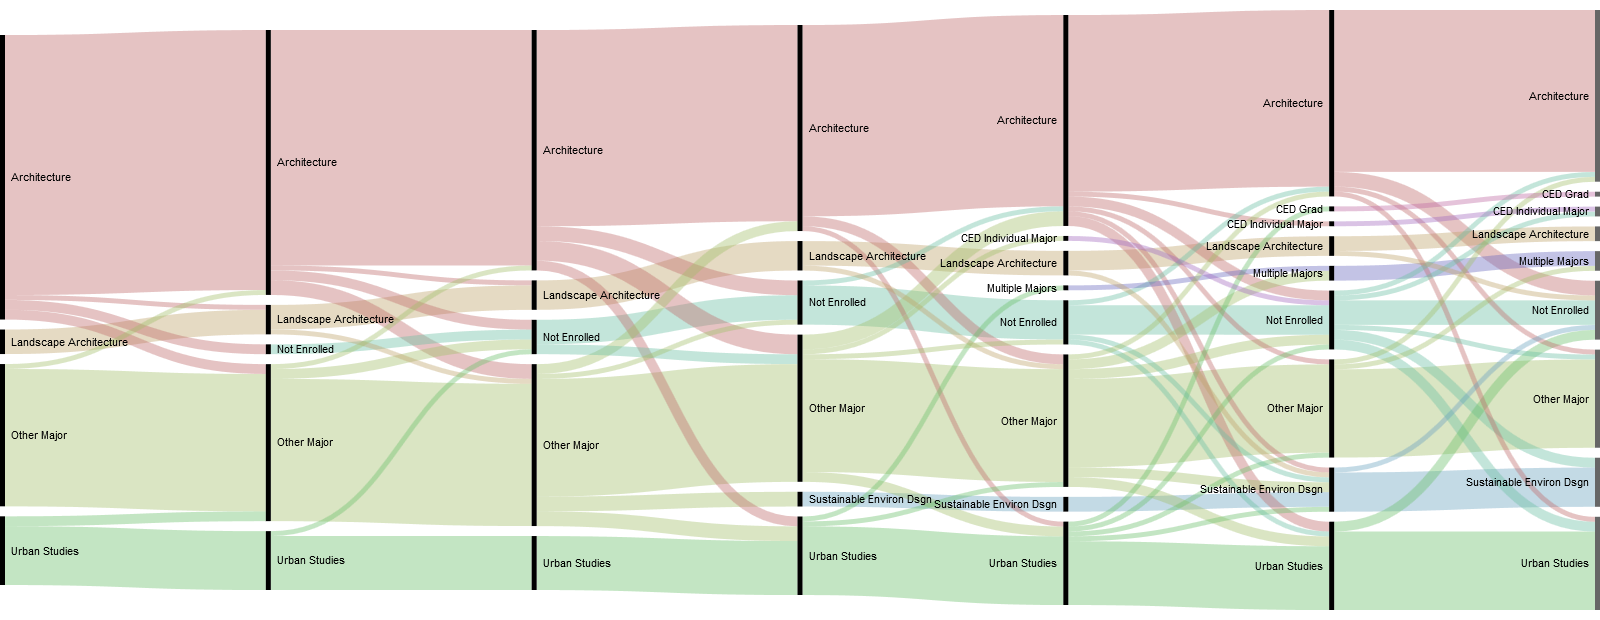 Architecture
Landscape Architecture
Other Major
Urban Studies
Architecture
Landscape Architecture
Not Enrolled
Other Major
Urban Studies
Architecture
Landscape Architecture
Not Enrolled
Other Major
Urban Studies
Architecture
Landscape Architecture
Not Enrolled
Other Major
Sustainable Environ Dsgn
Urban Studies
Architecture
CED Individual Major
Landscape Architecture
Multiple Majors
Not Enrolled
Other Major
Sustainable Environ Dsgn
Urban Studies
Architecture
CED Grad
CED Individual Major
Landscape Architecture
Multiple Majors
Not Enrolled
Other Major
Sustainable Environ Dsgn
Urban Studies
Architecture
CED Grad
CED Individual Major
Landscape Architecture
Multiple Majors
Not Enrolled
Other Major
Sustainable Environ Dsgn
Urban Studies